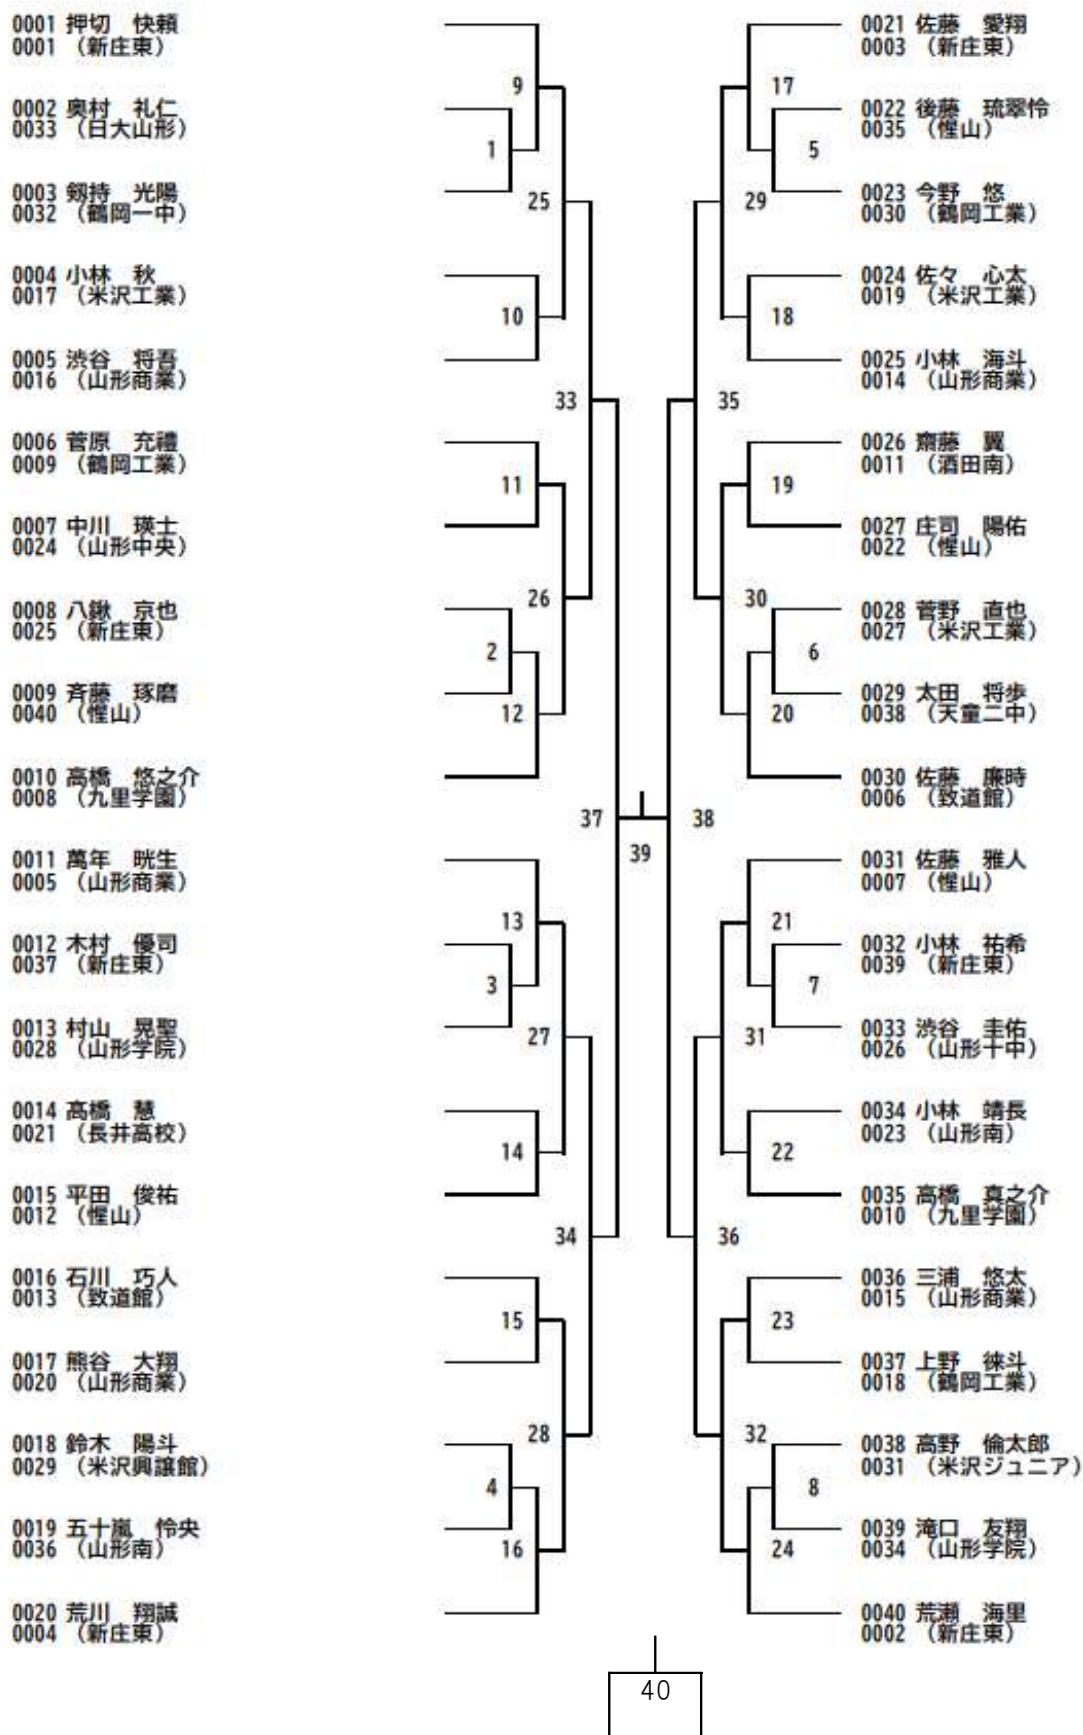 0001 押切　快頼
0001 （新庄東）
0002 奥村　礼仁
0033 （日大山形）
0003 剱持　光陽
0032 （鶴岡一中）
0004 小林　秋
0017 （米沢工業）
0005 渋谷　将吾
0016 （山形商業）
0006 菅原　充禮
0009 （鶴岡工業）
0007 中川　瑛士
0024 （山形中央）
0008 八鍬　京也
0025 （新庄東）
0009 斉藤　琢磨
0040 （惺山）
0010 高橋　悠之介
0008 （九里学園）
0011 萬年　晄生
0005 （山形商業）
0012 木村　優司
0037 （新庄東）
0013 村山　晃聖
0028 （山形学院）
0014 高橋　慧
0021 （長井高校）
0015 平田　俊祐
0012 （惺山）
0016 石川　巧人
0013 （致道館）
0017 熊谷　大翔
0020 （山形商業）
0018 鈴木　陽斗
0029 （米沢興譲館）
0019 五十嵐　怜央
0036 （山形南）
0020 荒川　翔誠
0004 （新庄東）
9
1
25
10
33
11
26
2
12
37
13
3
27
14
34
15
28
4
16
39
38
17
5
29
18
35
19
30
6
20
21
7
31
22
36
23
32
8
24
0021 佐藤　愛翔
0003 （新庄東）
0022 後藤　琉翠怜
0035 （惺山）
0023 今野　悠
0030 （鶴岡工業）
0024 佐々　心太
0019 （米沢工業）
0025 小林　海斗
0014 （山形商業）
0026 齋藤　翼
0011 （酒田南）
0027 庄司　陽佑
0022 （惺山）
0028 菅野　直也
0027 （米沢工業）
0029 太田　将歩
0038 （天童二中）
0030 佐藤　廉時
0006 （致道館）
0031 佐藤　雅人
0007 （惺山）
0032 小林　祐希
0039 （新庄東）
0033 渋谷　圭佑
0026 （山形十中）
0034 小林　靖長
0023 （山形南）
0035 高橋　真之介
0010 （九里学園）
0036 三浦　悠太
0015 （山形商業）
0037 上野　徠斗
0018 （鶴岡工業）
0038 高野　倫太郎
0031 （米沢ジュニア）
0039 滝口　友翔
0034 （山形学院）
0040 荒瀬　海里
0002 （新庄東）
40